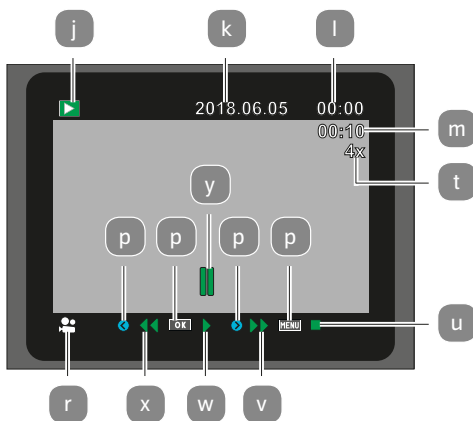 j k l
2018.06.05 00:00
00:10 m
4x
t
y
p p p p
OK MENU
u
r x w v